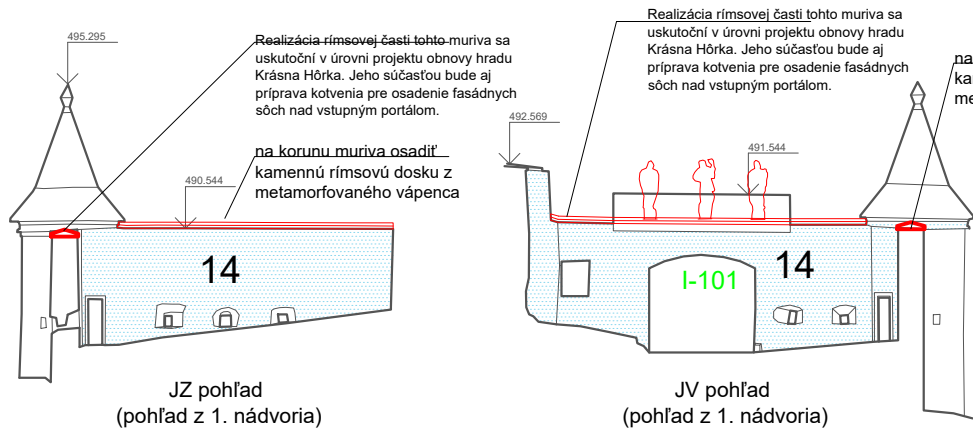 495.295
Realizácia rímsovej časti tohto muriva sa
uskutoční v úrovni projektu obnovy hradu
Krásna Hôrka. Jeho súčasťou bude aj
príprava kotvenia pre osadenie fasádnych
sôch nad vstupným portálom.
na korunu muriva osadiť
kamennú rímsovú dosku z
metamorfovaného vápenca
490.544
14
JZ pohľad
(pohľad z 1. nádvoria)
Realizácia rímsovej časti tohto muriva sa
uskutoční v úrovni projektu obnovy hradu
Krásna Hôrka. Jeho súčasťou bude aj
príprava kotvenia pre osadenie fasádnych
sôch nad vstupným portálom.
492.569
491.544
na
kar
me
14
I-101
JV pohľad
(pohľad z 1. nádvoria)